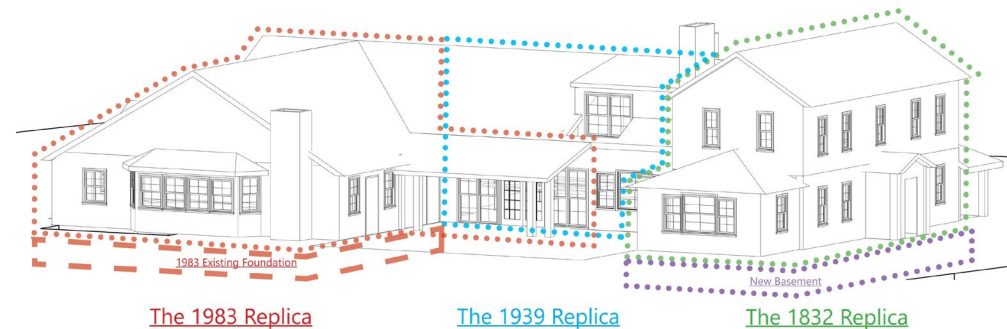 1983 Existing Foundation
New Basement
The 1983 Replica
The 1939 Replica
The 1832 Replica